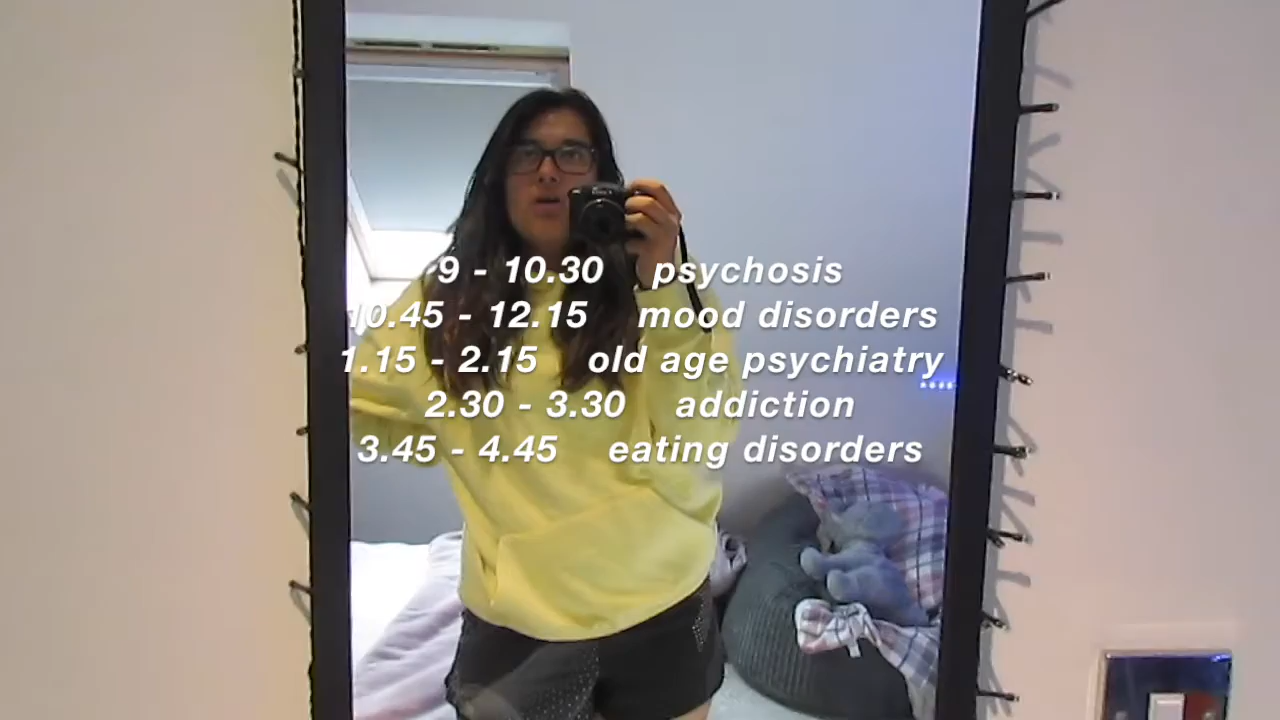 9 - 10.30 psychosis
10.45 - 12.15 mood disorders
1.15 - 2.15 old age psychiatry
2.30 - 3.30 addiction
3.45 - 4.45 eating disorders